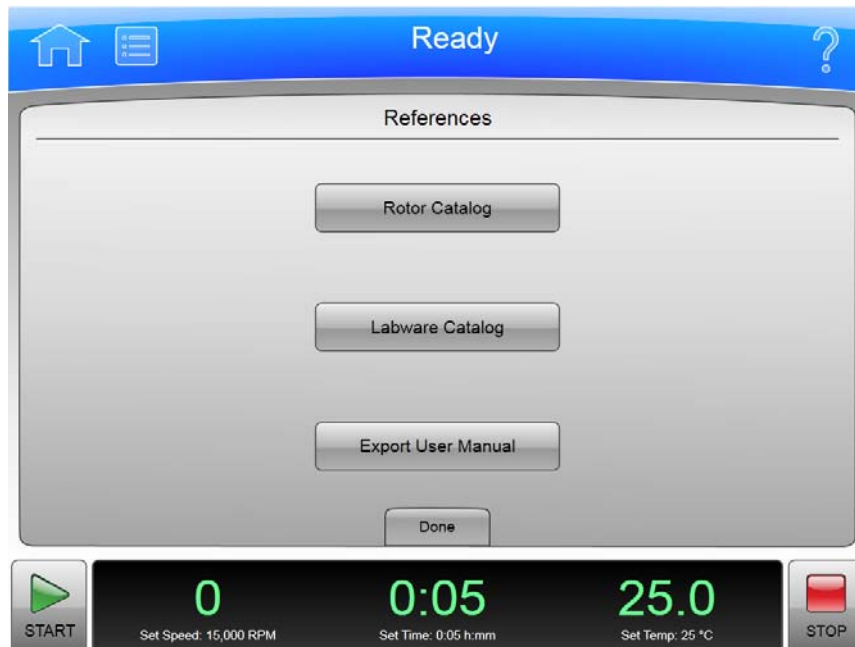 Ready
References
Rotor Catalog
Labware Catalog
Export User Manual
Done
START
0
0:05
25.0
STOP
Set Speed: 15,000 RPM
Set Time: 0:05 h:mm
Set Temp: 25 °C